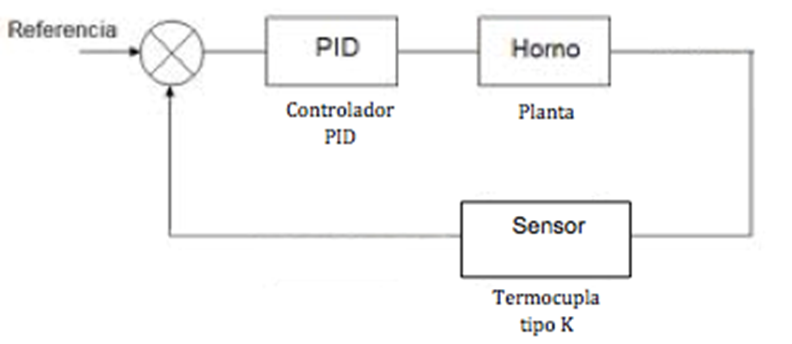 Referencia
PID
Horno
Controlador
PID
Planta
Sensor
Termocupla
tipo K